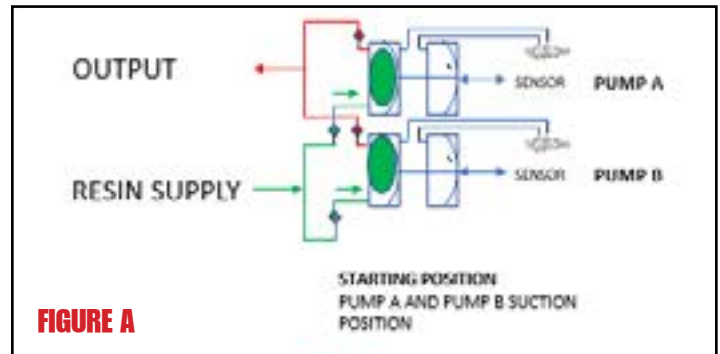 OUTPUT
SENSOR PUMP A
RESIN SUPPLY
SENSOR PUMP B
STARTING POSITION
PUMP A AND PUMP B SUCTION
POSITION
FIGURE A